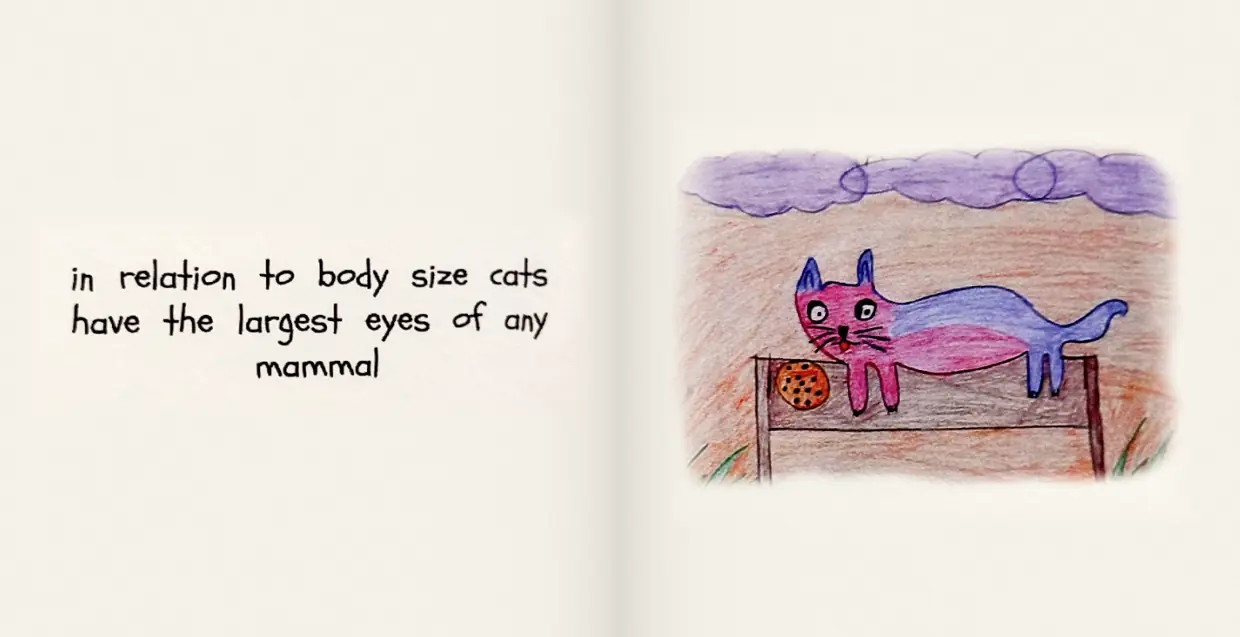 in relation to body size cats
have the largest eyes of any
mammal